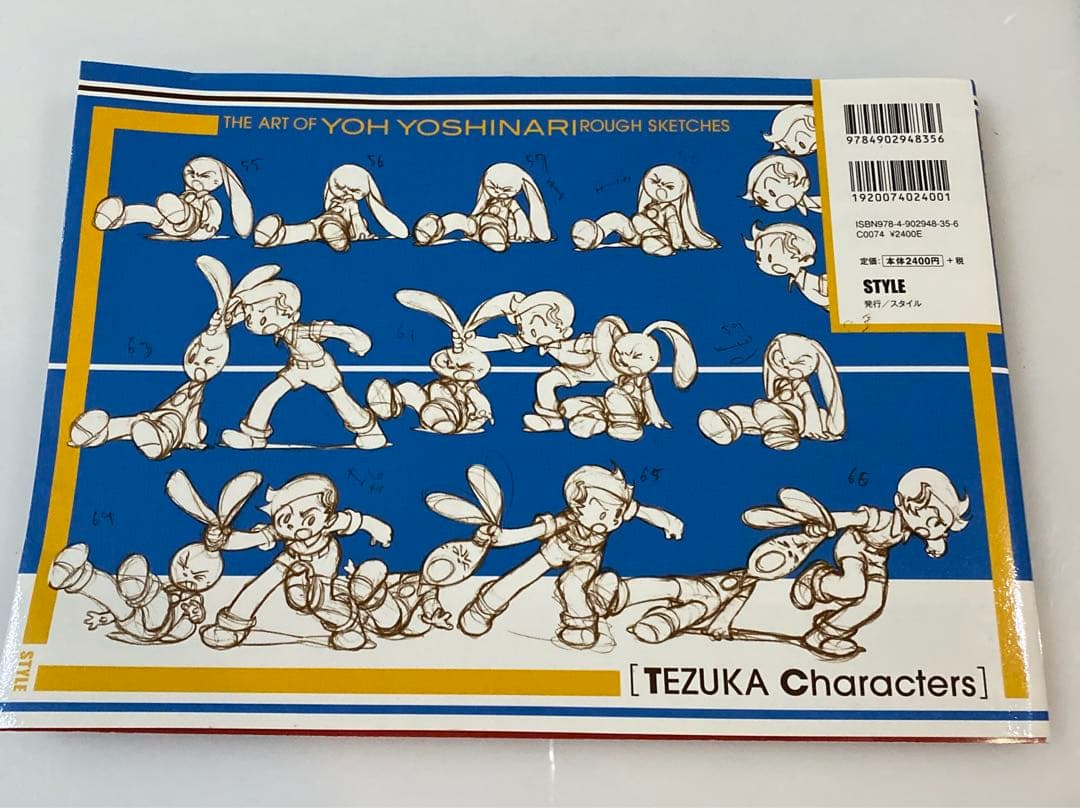 THE ART OF YOH YOSHINARI ROUGH SKETCHES
9784902948356
1920074024001
ISBN978-4-902948-35-6
C0074 ¥2400E
定価: 本体2400円 +税
STYLE
発行／スタイル
55
56
57
63
61
59
64
65
66
STYLE
[TEZUKA Characters]